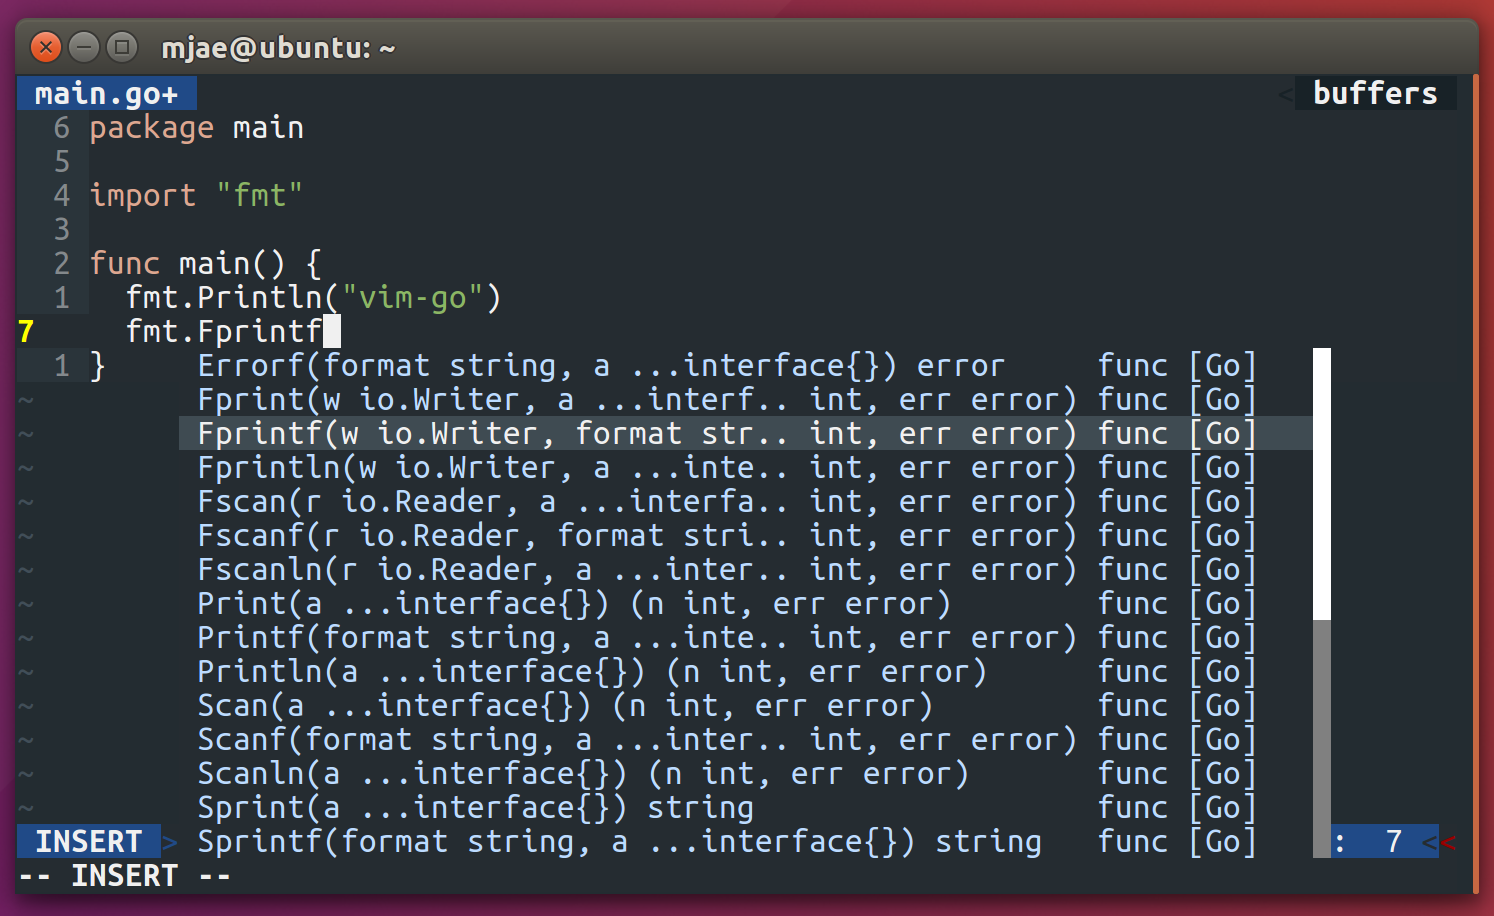 mjae@ubuntu: ~
main.go+ < buffers
6 package main
5
4 import "fmt"
3
2 func main() {
1 fmt.Println("vim-go")
7 fmt.Fprintf
1 } Errorf(format string, a ...interface{}) error func [Go]
~ Fprint(w io.Writer, a ...interf.. int, err error) func [Go]
~ Fprintf(w io.Writer, format str.. int, err error) func [Go]
~ Fprintln(w io.Writer, a ...inte.. int, err error) func [Go]
~ Fscan(r io.Reader, a ...interfa.. int, err error) func [Go]
~ Fscanf(r io.Reader, format stri.. int, err error) func [Go]
~ Fscanln(r io.Reader, a ...inter.. int, err error) func [Go]
~ Print(a ...interface{}) (n int, err error) func [Go]
~ Printf(format string, a ...inte.. int, err error) func [Go]
~ Println(a ...interface{}) (n int, err error) func [Go]
~ Scan(a ...interface{}) (n int, err error) func [Go]
~ Scanf(format string, a ...inter.. int, err error) func [Go]
~ Scanln(a ...interface{}) (n int, err error) func [Go]
~ Sprint(a ...interface{}) string func [Go]
INSERT > Sprintf(format string, a ...interface{}) string func [Go] : 7 <<
-- INSERT --